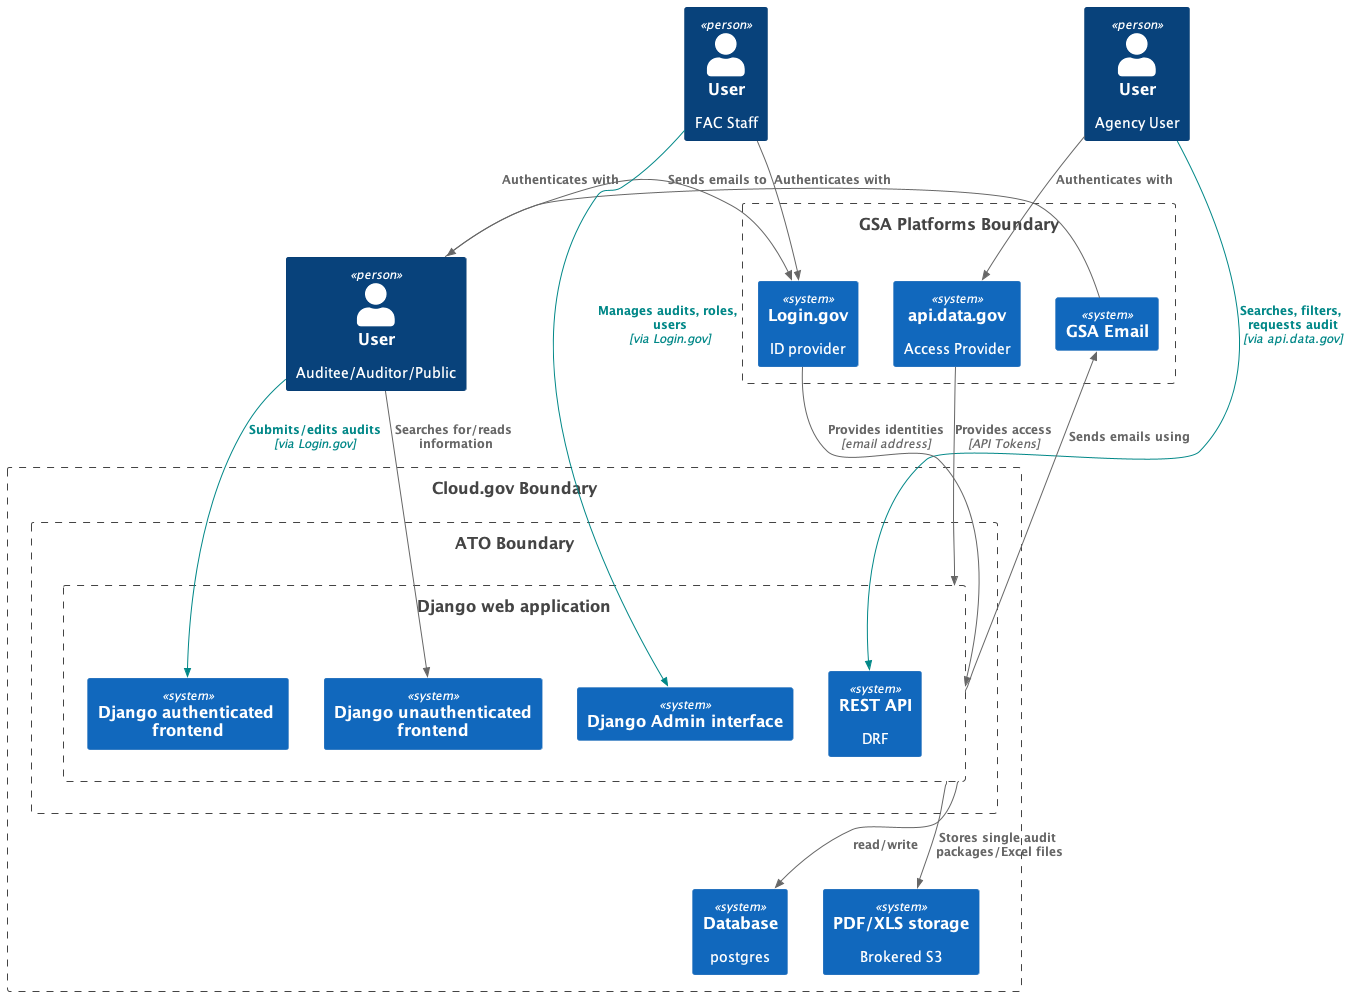 «person»
User
FAC Staff
«person»
User
Agency User
Authenticates with
Sends emails to
Authenticates with
Authenticates with
GSA Platforms Boundary
«person»
User
Auditee/Auditor/Public
«system»
Login.gov
ID provider
«system»
api.data.gov
Access Provider
«system»
GSA Email
Manages audits, roles,
users
[via Login.gov]
Searches, filters,
requests audit
[via api.data.gov]
Submits/edits audits
[via Login.gov]
Searches for/reads
information
Provides identities
[email address]
Provides access
[API Tokens]
Sends emails using
Cloud.gov Boundary
ATO Boundary
Django web application
«system»
Django authenticated
frontend
«system»
Django unauthenticated
frontend
«system»
Django Admin interface
«system»
REST API
DRF
read/write
Stores single audit
packages/Excel files
«system»
Database
postgres
«system»
PDF/XLS storage
Brokered S3